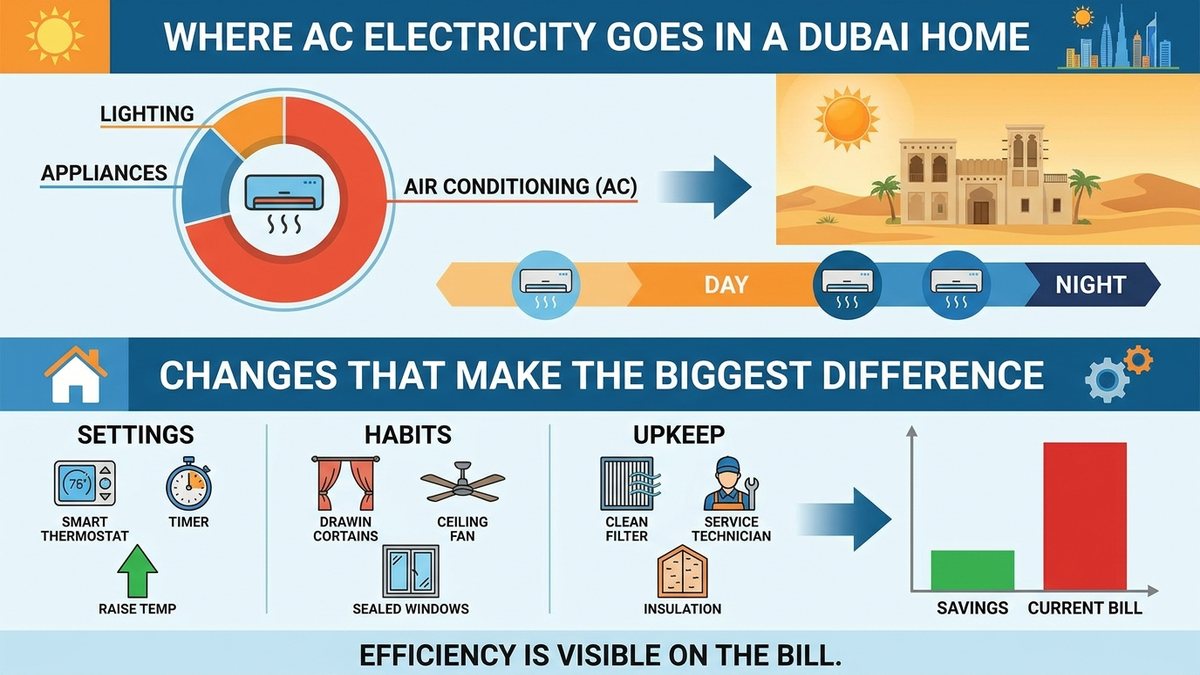 WHERE AC ELECTRICITY GOES IN A DUBAI HOME
LIGHTING
APPLIANCES
AIR CONDITIONING (AC)
DAY
NIGHT
CHANGES THAT MAKE THE BIGGEST DIFFERENCE
SETTINGS
76°
SMART
THERMOSTAT
TIMER
RAISE TEMP
HABITS
DRAWIN
CORTAINS
CEILING
FAN
SEALED WINDOWS
UPKEEP
CLEAN
FILTER
SERVICE
TECHNICIAN
INSULATION
SAVINGS
CURRENT BILL
EFFICIENCY IS VISIBLE ON THE BILL.